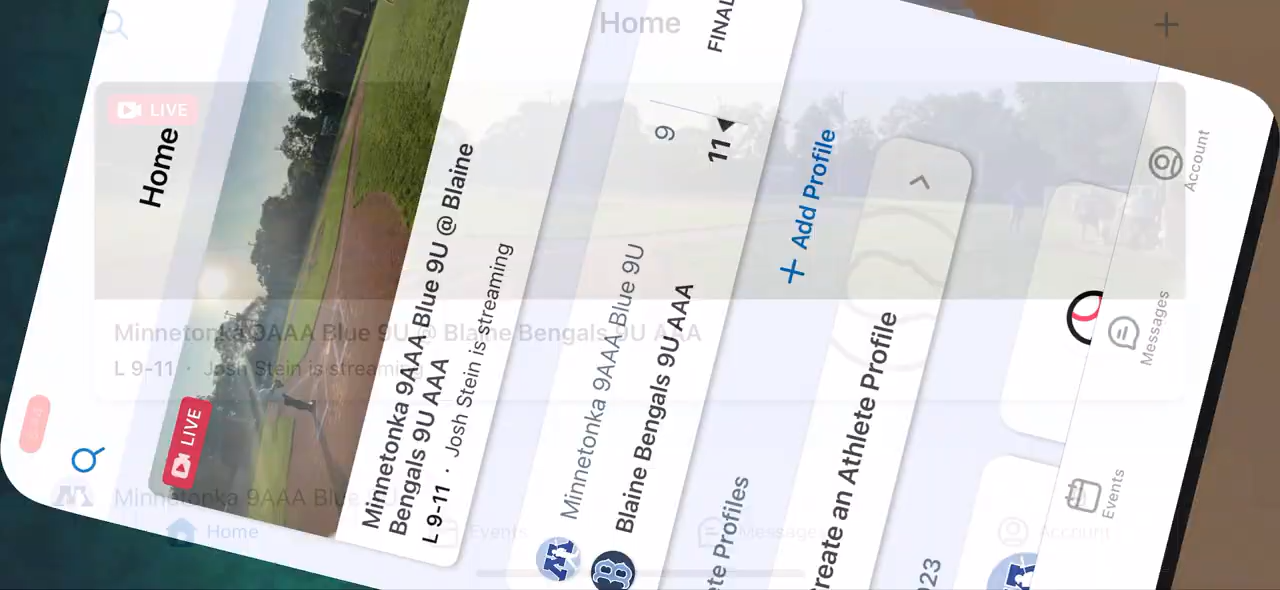 Home
LIVE
Home
LIVE
Minnetonka 9AAA Blue 9U @ Blaine
Bengals 9U AAA
L 9-11 · Josh Stein is streaming
Minnetonka 9AAA Blue 9U @ Blaine Bengals 9U AAA
L 9-11 · Josh Stein is streaming
Minnetonka 9AAA Blue 9U
9
FINAL
Blaine Bengals 9U AAA
11
Minnetonka 9AAA Blue
ete Profiles
+ Add Profile
reate an Athlete Profile
23
Home
Events
Messages
Account
Events
Messages
Account